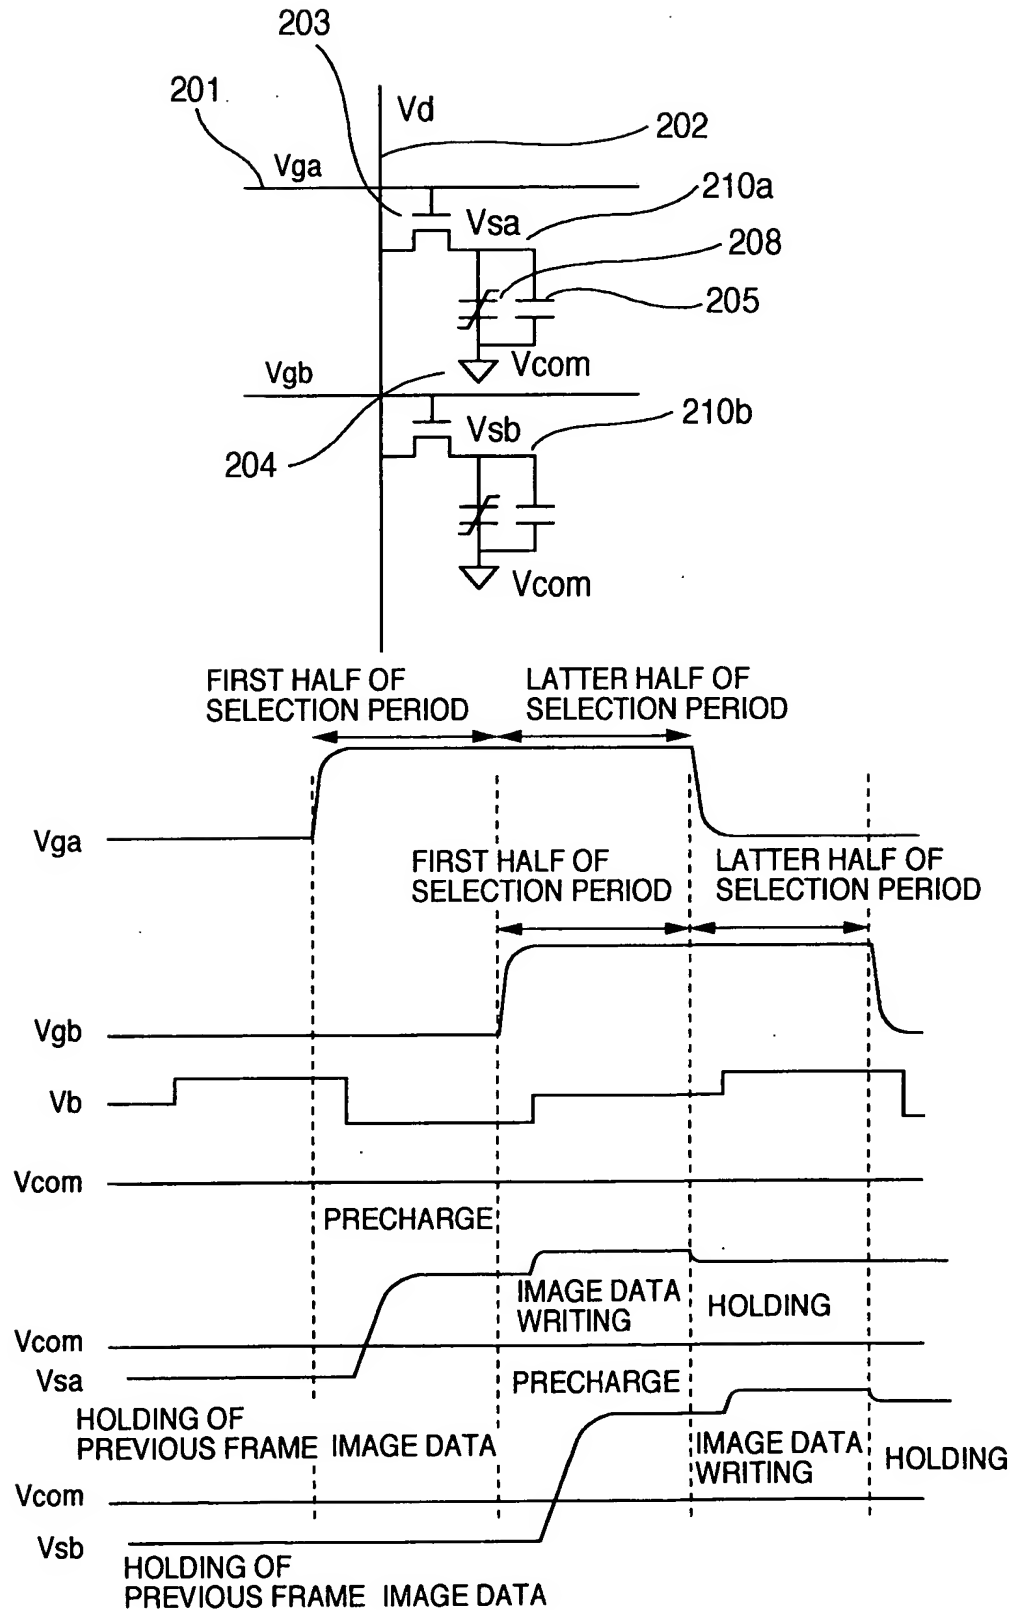 203
201
Vd
202
Vga
210a
Vsa
208
205
Vcom
Vgb
210b
Vsb
204
Vcom
FIRST HALF OF
SELECTION PERIOD
LATTER HALF OF
SELECTION PERIOD
Vga
FIRST HALF OF
SELECTION PERIOD
LATTER HALF OF
SELECTION PERIOD
Vgb
Vb
Vcom
PRECHARGE
IMAGE DATA
WRITING
HOLDING
Vcom
Vsa
PRECHARGE
HOLDING OF
PREVIOUS FRAME IMAGE DATA
IMAGE DATA
WRITING
HOLDING
Vcom
Vsb
HOLDING OF
PREVIOUS FRAME IMAGE DATA